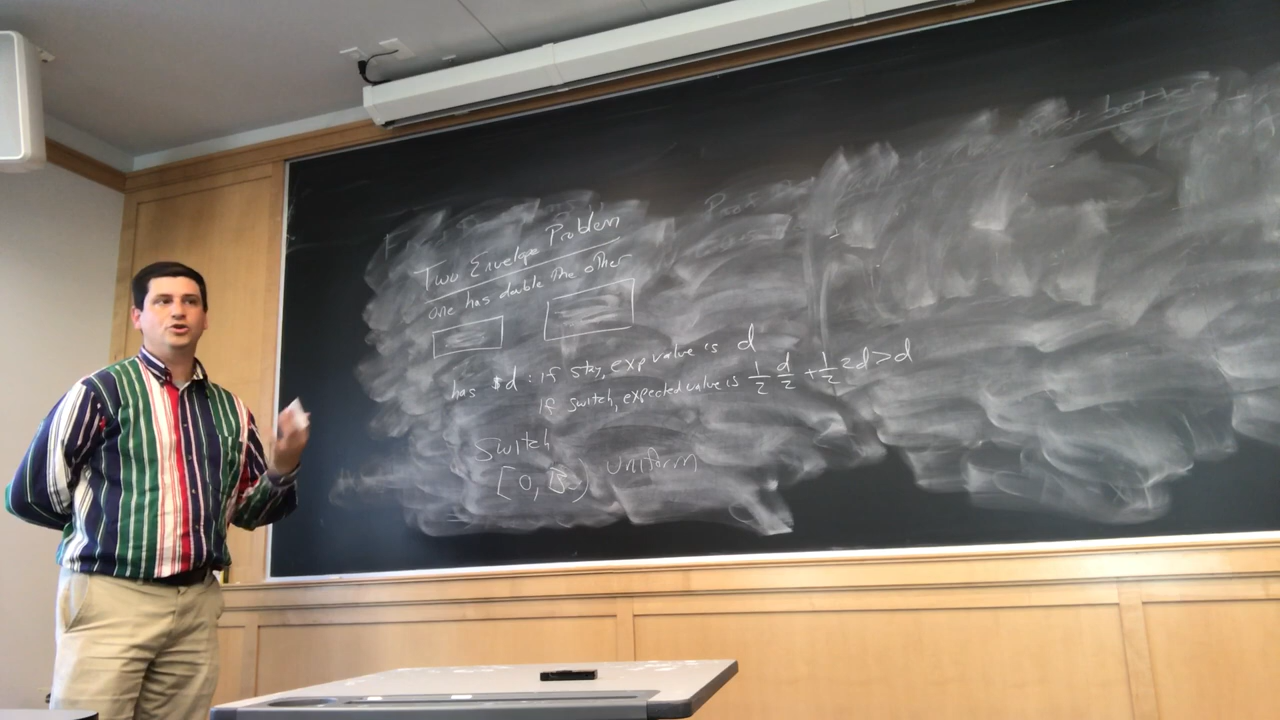 Two Envelope Problem
one has double the other
has $d: if stay, exp value is d
if switch, expected value is 1/2 d/2 + 1/2 2d > d
Switch
[0, ) uniform
better